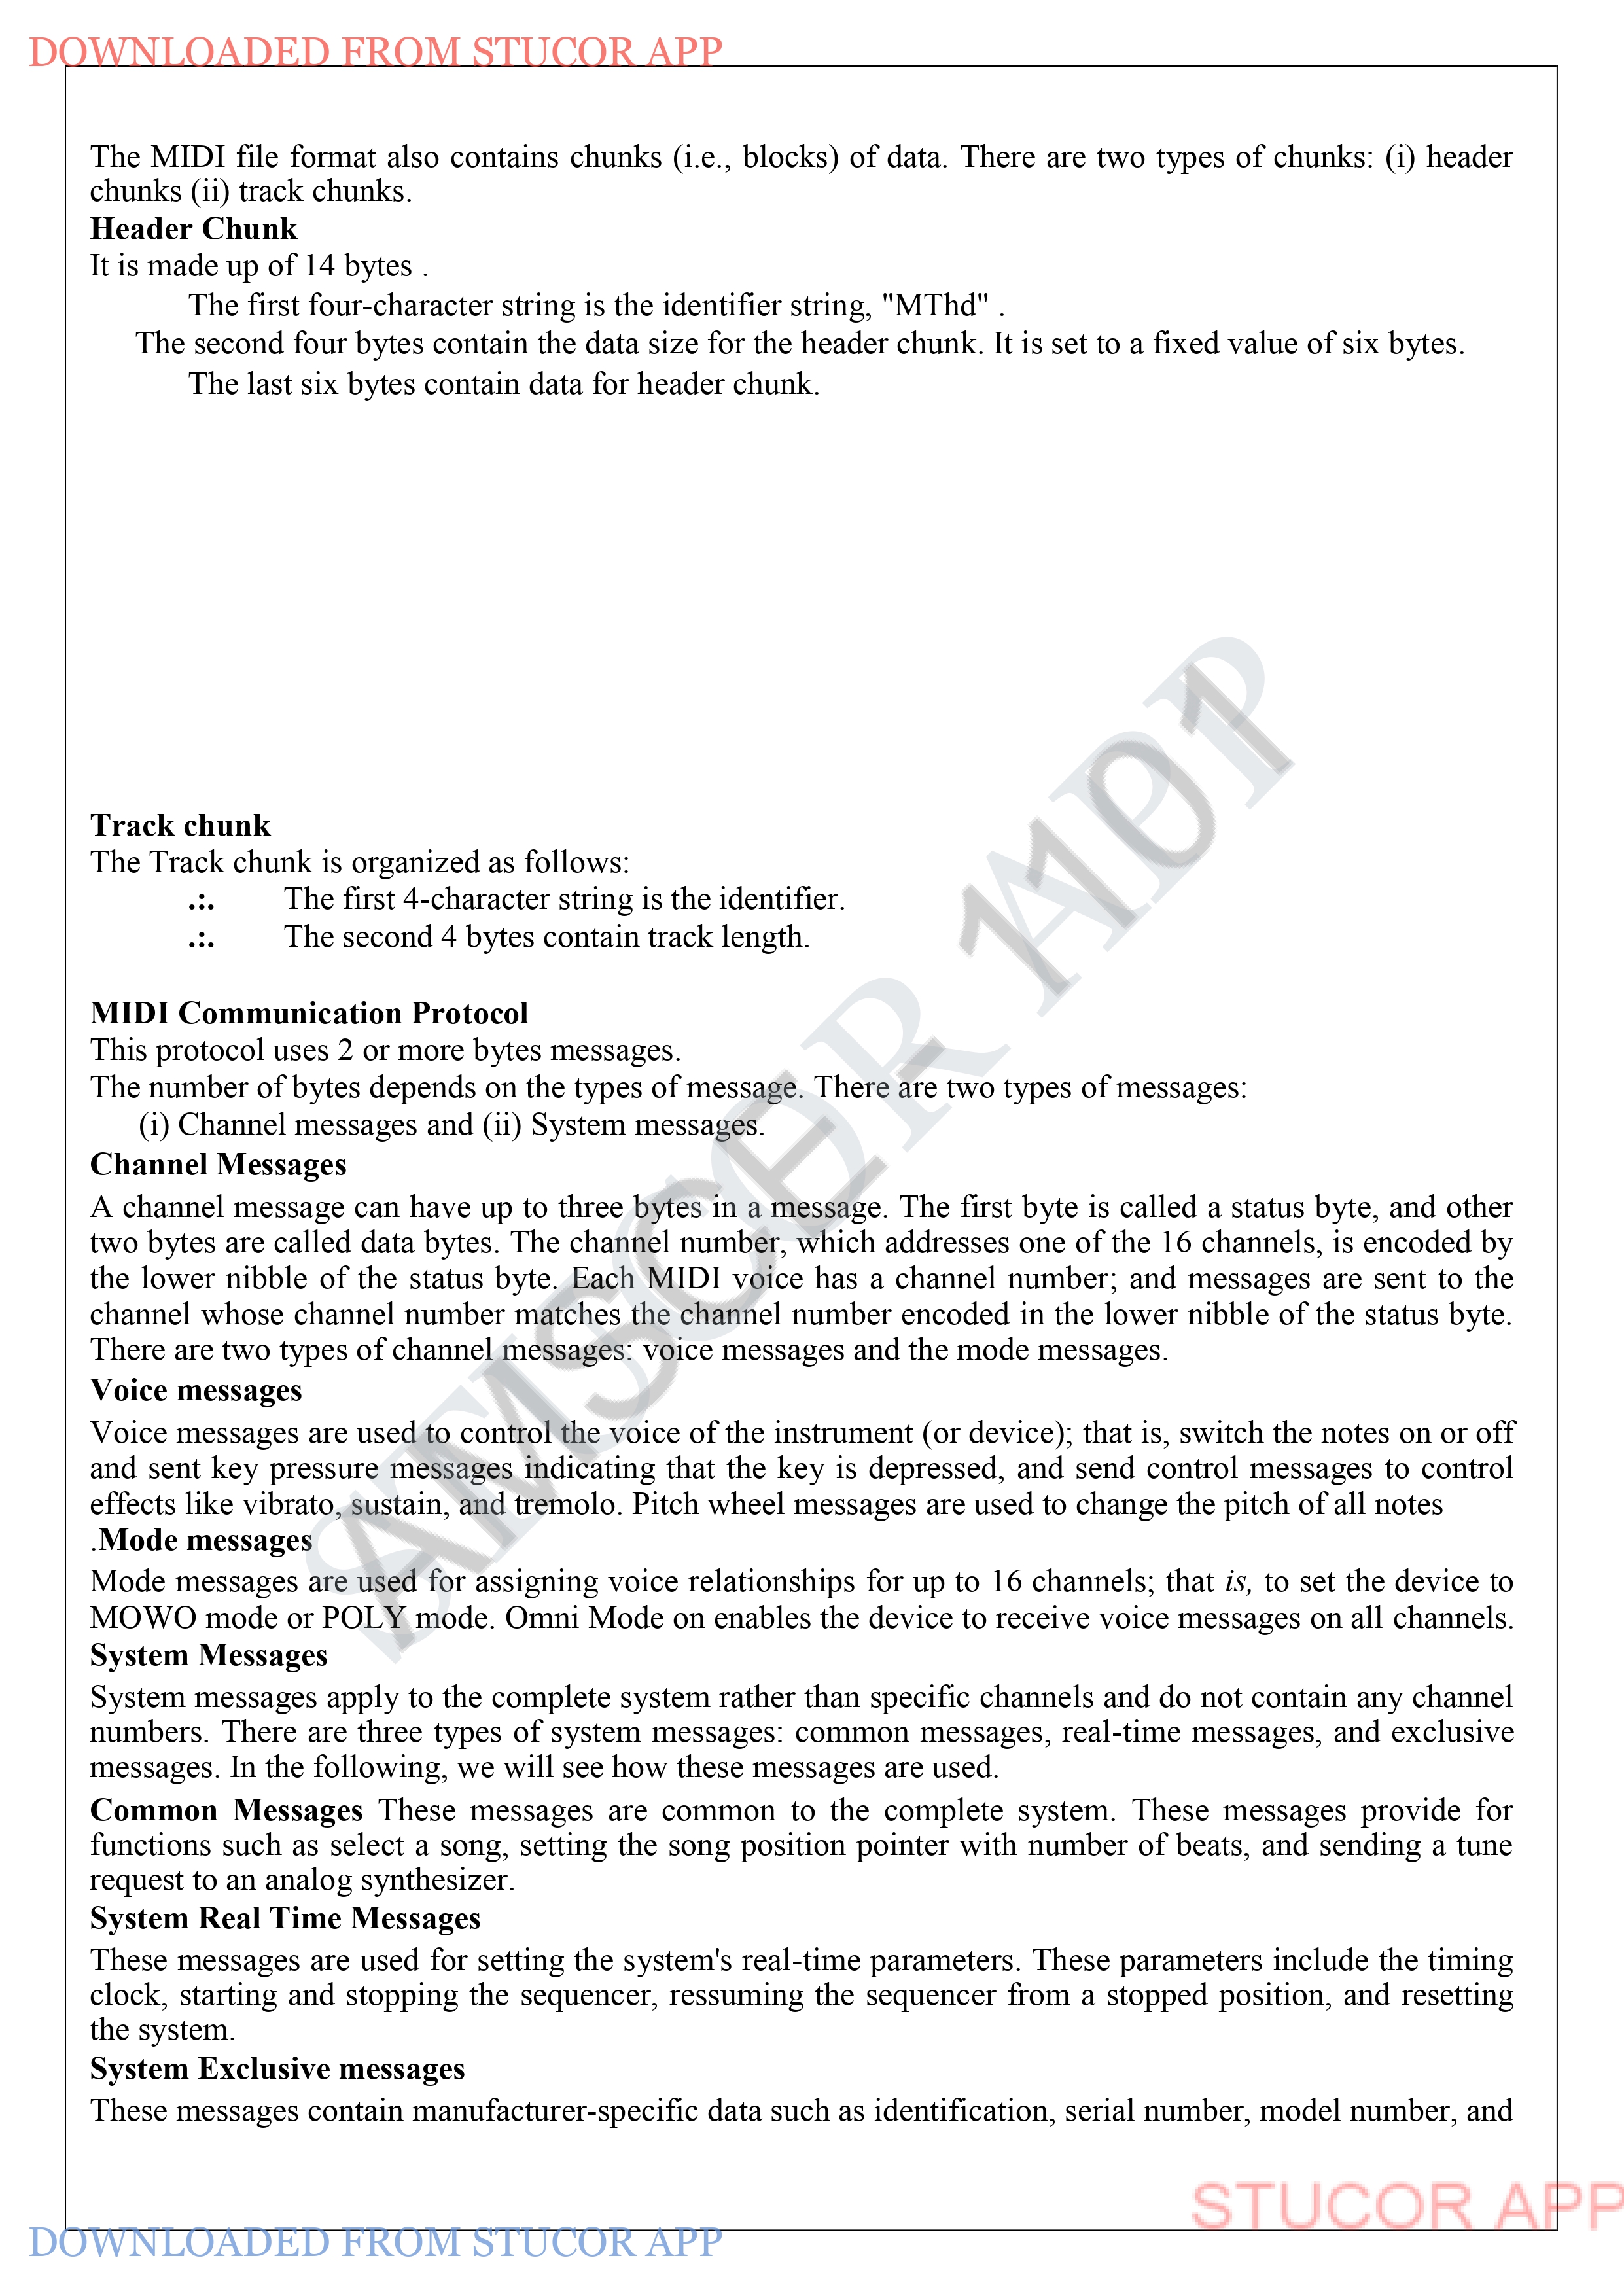 DOWNLOADED FROM STUCOR APP
The MIDI file format also contains chunks (i.e., blocks) of data. There are two types of chunks: (i) header
chunks (ii) track chunks.
Header Chunk
It is made up of 14 bytes .
The first four-character string is the identifier string, "MThd" .
The second four bytes contain the data size for the header chunk. It is set to a fixed value of six bytes.
The last six bytes contain data for header chunk.
Track chunk
The Track chunk is organized as follows:
.:. The first 4-character string is the identifier.
.:. The second 4 bytes contain track length.
MIDI Communication Protocol
This protocol uses 2 or more bytes messages.
The number of bytes depends on the types of message. There are two types of messages:
(i) Channel messages and (ii) System messages.
Channel Messages
A channel message can have up to three bytes in a message. The first byte is called a status byte, and other
two bytes are called data bytes. The channel number, which addresses one of the 16 channels, is encoded by
the lower nibble of the status byte. Each MIDI voice has a channel number; and messages are sent to the
channel whose channel number matches the channel number encoded in the lower nibble of the status byte.
There are two types of channel messages: voice messages and the mode messages.
Voice messages
Voice messages are used to control the voice of the instrument (or device); that is, switch the notes on or off
and sent key pressure messages indicating that the key is depressed, and send control messages to control
effects like vibrato, sustain, and tremolo. Pitch wheel messages are used to change the pitch of all notes
.Mode messages
Mode messages are used for assigning voice relationships for up to 16 channels; that is, to set the device to
MOWO mode or POLY mode. Omni Mode on enables the device to receive voice messages on all channels.
System Messages
System messages apply to the complete system rather than specific channels and do not contain any channel
numbers. There are three types of system messages: common messages, real-time messages, and exclusive
messages. In the following, we will see how these messages are used.
Common Messages These messages are common to the complete system. These messages provide for
functions such as select a song, setting the song position pointer with number of beats, and sending a tune
request to an analog synthesizer.
System Real Time Messages
These messages are used for setting the system's real-time parameters. These parameters include the timing
clock, starting and stopping the sequencer, ressuming the sequencer from a stopped position, and resetting
the system.
System Exclusive messages
These messages contain manufacturer-specific data such as identification, serial number, model number, and
STUCOR APP
AMSCE 1101
STUCOR APP
DOWNLOADED FROM STUCOR APP